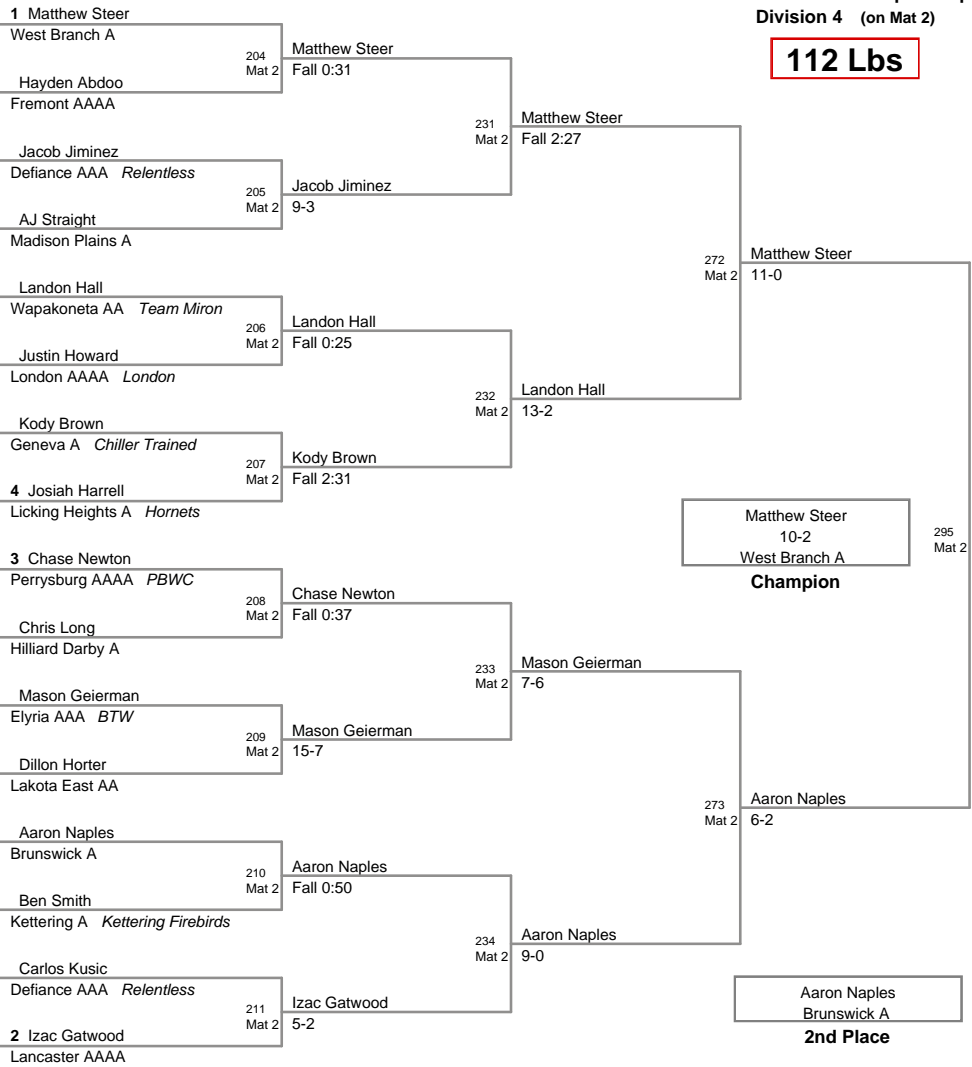 Division 4 (on Mat 2)
112 Lbs
1 Matthew Steer
West Branch A
204
Mat 2
Matthew Steer
Fall 0:31
Hayden Abdoo
Fremont AAAA
231
Mat 2
Matthew Steer
Fall 2:27
Jacob Jiminez
Defiance AAA Relentless
205
Mat 2
Jacob Jiminez
9-3
AJ Straight
Madison Plains A
272
Mat 2
Matthew Steer
11-0
Landon Hall
Wapakoneta AA Team Miron
206
Mat 2
Landon Hall
Fall 0:25
Justin Howard
London AAAA London
232
Mat 2
Landon Hall
13-2
Kody Brown
Geneva A Chiller Trained
207
Mat 2
Kody Brown
Fall 2:31
4 Josiah Harrell
Licking Heights A Hornets
Matthew Steer
10-2
West Branch A
Champion
295
Mat 2
3 Chase Newton
Perrysburg AAAA PBWC
208
Mat 2
Chase Newton
Fall 0:37
Chris Long
Hilliard Darby A
233
Mat 2
Mason Geierman
7-6
Mason Geierman
Elyria AAA BTW
209
Mat 2
Mason Geierman
15-7
Dillon Horter
Lakota East AA
273
Mat 2
Aaron Naples
6-2
Aaron Naples
Brunswick A
210
Mat 2
Aaron Naples
Fall 0:50
Ben Smith
Kettering A Kettering Firebirds
234
Mat 2
Aaron Naples
9-0
Carlos Kusic
Defiance AAA Relentless
211
Mat 2
Izac Gatwood
5-2
2 Izac Gatwood
Lancaster AAAA
Aaron Naples
Brunswick A
2nd Place